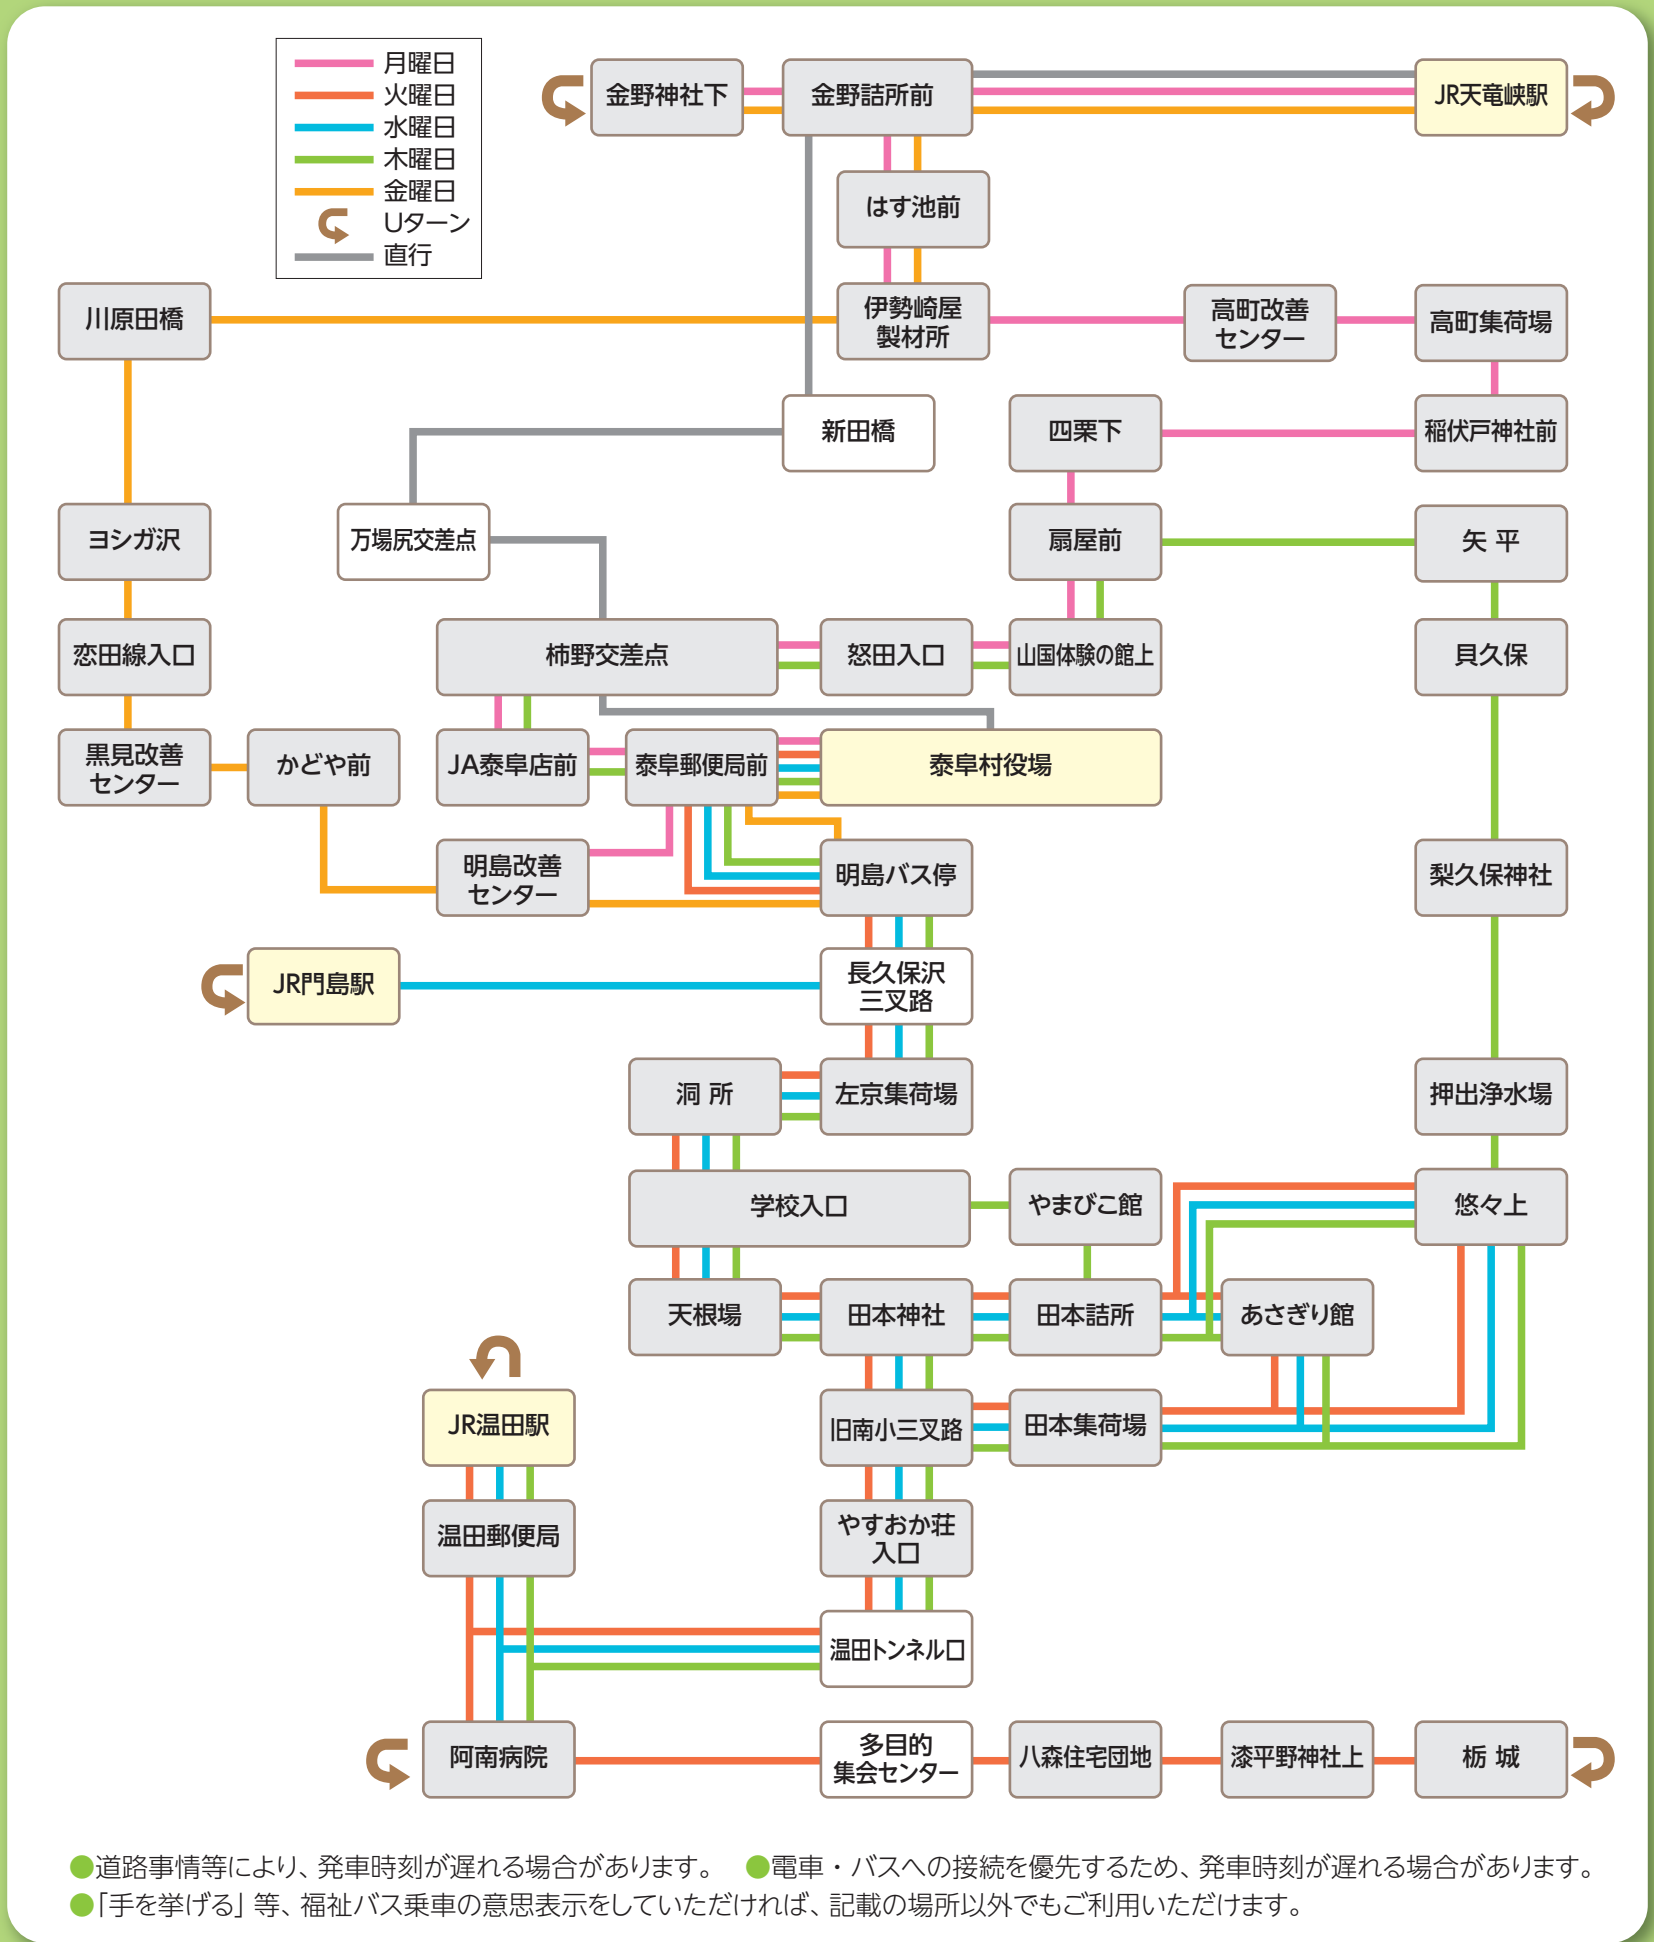 月曜日
火曜日
水曜日
木曜日
金曜日
Uターン
直行
金野神社下
金野詰所前
JR天竜峡駅
はす池前
川原田橋
伊勢崎屋
製材所
高町改善
センター
高町集荷場
新田橋
四栗下
稲伏戸神社前
ヨシガ沢
万場尻交差点
扇屋前
矢 平
恋田線入口
柿野交差点
怒田入口
山国体験の館上
貝久保
黒見改善
センター
かどや前
JA泰阜店前
泰阜郵便局前
泰阜村役場
明島改善
センター
明島バス停
梨久保神社
JR門島駅
長久保沢
三叉路
洞 所
左京集荷場
押出浄水場
学校入口
やまびこ館
悠々上
天根場
田本神社
田本詰所
あさぎり館
JR温田駅
旧南小三叉路
田本集荷場
温田郵便局
やすおか荘
入口
温田トンネル口
阿南病院
多目的
集会センター
八森住宅団地
漆平野神社上
栃 城
●道路事情等により、発車時刻が遅れる場合があります。 ●電車・バスへの接続を優先するため、発車時刻が遅れる場合があります。
●「手を挙げる」等、福祉バス乗車の意思表示をしていただければ、記載の場所以外でもご利用いただけます。